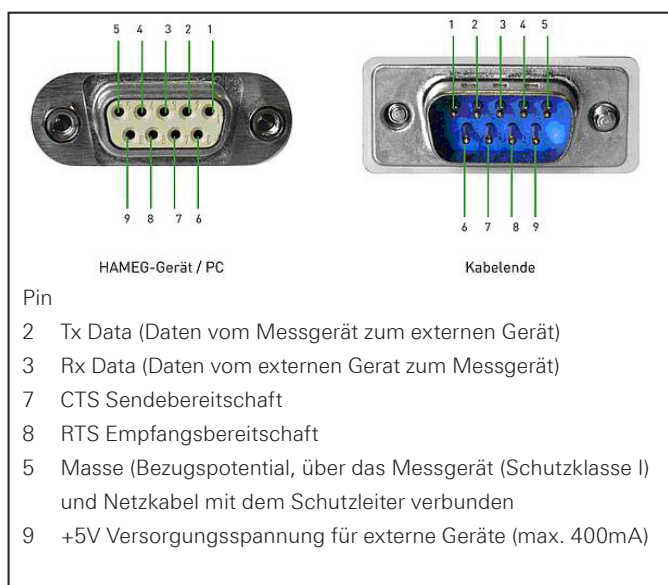 5 4 3 2 1
1 2 3 4 5
9 8 7 6
6 7 8 9
HAMEG-Gerät / PC
Kabelende
Pin
2 Tx Data (Daten vom Messgerät zum externen Gerät)
3 Rx Data (Daten vom externen Gerat zum Messgerät)
7 CTS Sendebereitschaft
8 RTS Empfangsbereitschaft
5 Masse (Bezugspotential, über das Messgerät (Schutzklasse I)
und Netzkabel mit dem Schutzleiter verbunden
9 +5V Versorgungsspannung für externe Geräte (max. 400mA)